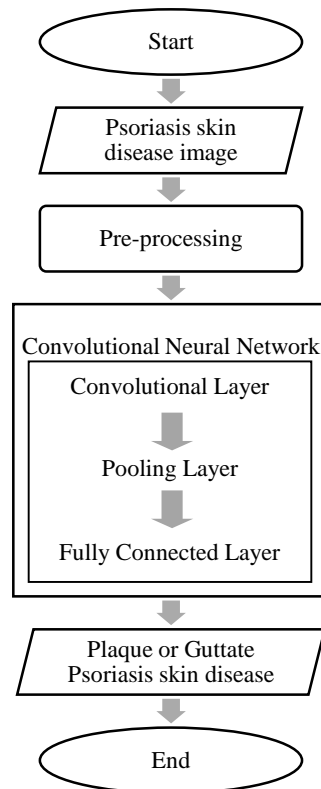 Start
Psoriasis skin
disease image
Pre-processing
Convolutional Neural Network
Convolutional Layer
Pooling Layer
Fully Connected Layer
Plaque or Guttate
Psoriasis skin disease
End